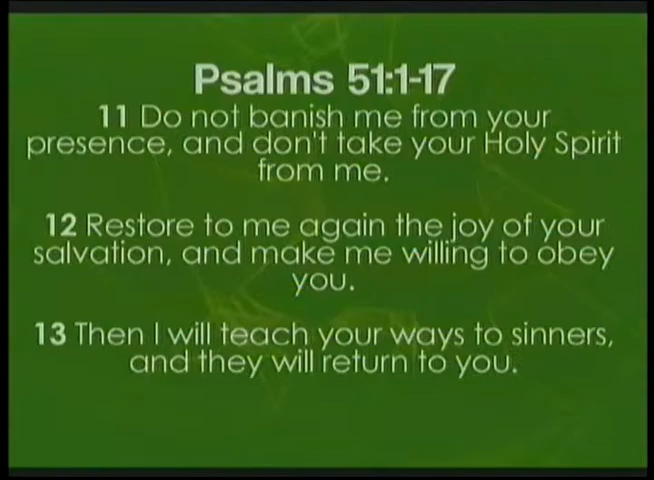 Psalms 51:1-17
11 Do not banish me from your
presence, and don't take your Holy Spirit
from me.
12 Restore to me again the joy of your
salvation, and make me willing to obey
you.
13 Then I will teach your ways to sinners,
and they will return to you.